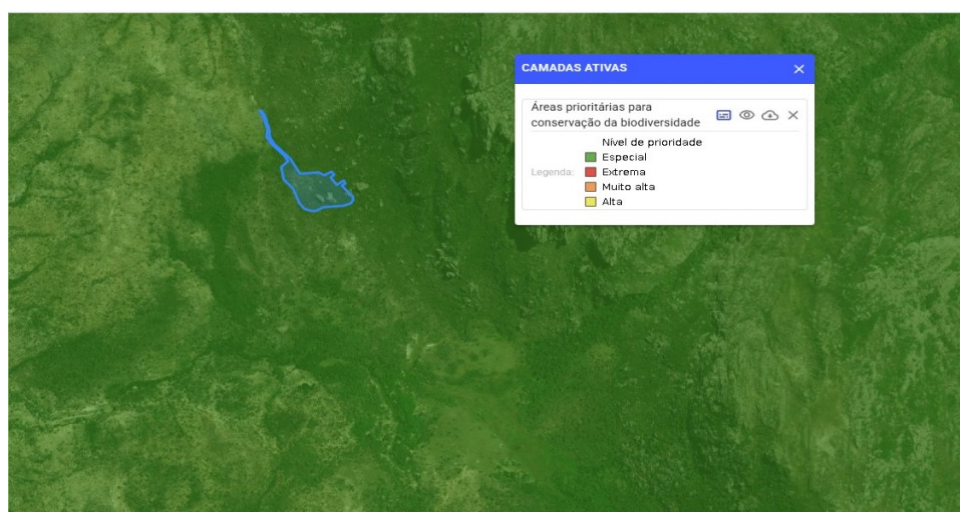 CAMADAS ATIVAS
Áreas prioritárias para
conservação da biodiversidade
Nível de prioridade
Especial
Legenda:
Extrema
Muito alta
Alta